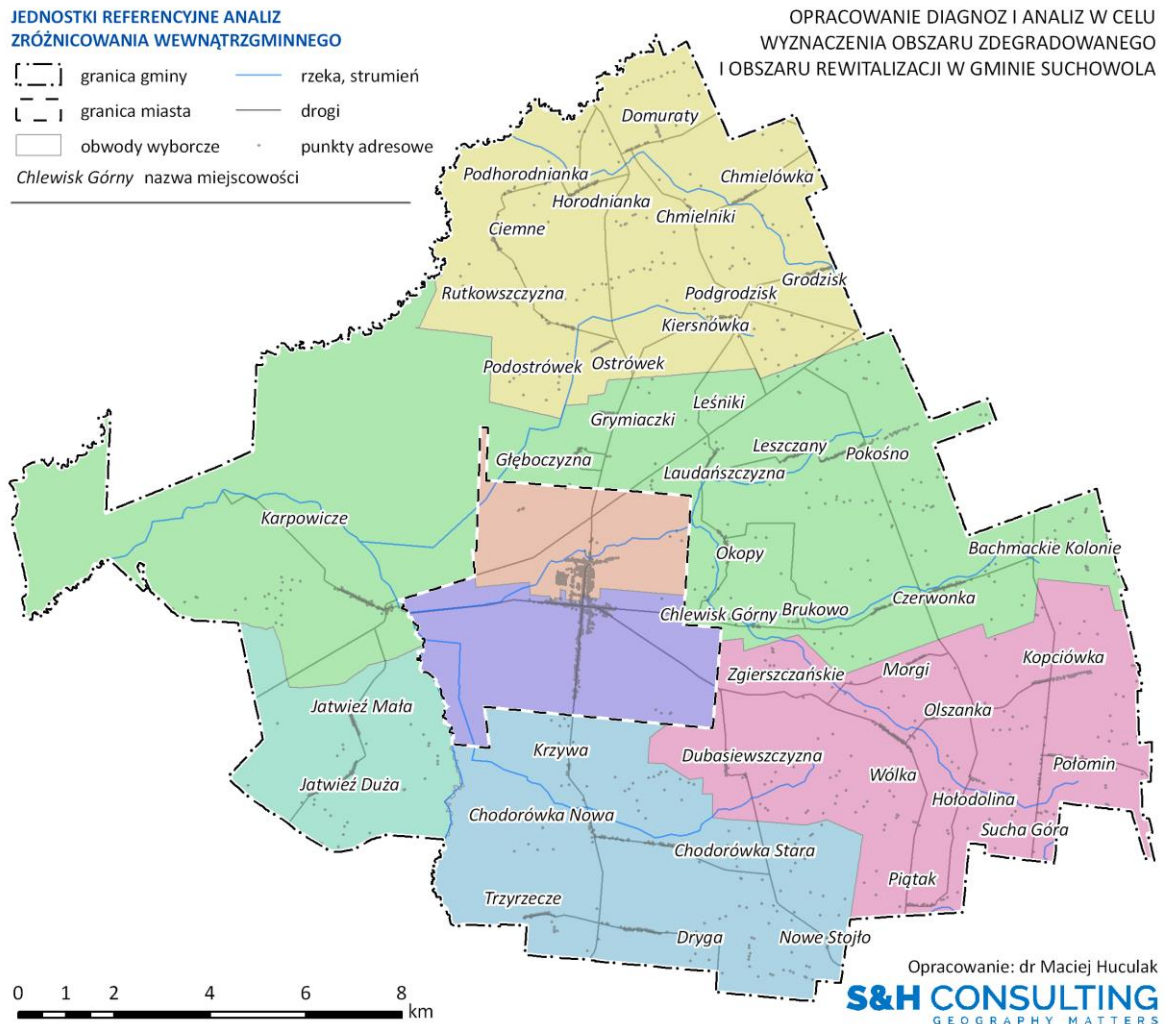 JEDNOSTKI REFERENCYJNE ANALIZ
ZRÓŻNICOWANIA WEWNĄTRZGMINNEGO
granica gminy
rzeka, strumień
granica miasta
drogi
obwody wyborcze
punkty adresowe
Chlewisk Górny nazwa miejscowości
OPRACOWANIE DIAGNOZ I ANALIZ W CELU
WYZNACZENIA OBSZARU ZDEGRADOWANEGO
I OBSZARU REWITALIZACJI W GMINIE SUCHOWOLA
Domuraty
Podhorodnianka
Chmielówka
Horodnianka
Chmielniki
Ciemne
Grodzisk
Rutkowszczyzna
Podgrodzisk
Kiersnówka
Podostrówek
Ostrówek
Leśniki
Grymiaczki
Leszczany
Pokośno
Głęboczyzna
Laudańszczyzna
Karpowicze
Okopy
Bachmackie Kolonie
Czerwonka
Chlewisk Górny
Brukowo
Zgierszczańskie
Morgi
Kopciówka
Jatwieź Mała
Olszanka
Krzywa
Dubasiewszczyzna
Połomin
Wólka
Jatwieź Duża
Hołodolina
Chodorówka Nowa
Sucha Góra
Chodorówka Stara
Piątak
Trzyrzecze
Dryga
Nowe Stojło
0 1 2 4 6 8
km
Opracowanie: dr Maciej Huculak
S&H CONSULTING
GEOGRAPHY MATTERS